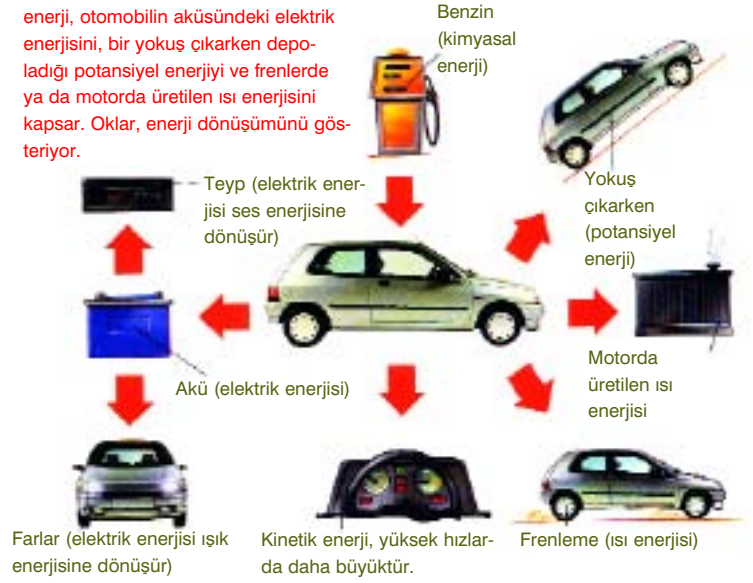 enerji, otomobilin aküsündeki elektrik
enerjisini, bir yokuş çıkarken depo-
ladığı potansiyel enerjiyi ve frenlerde
ya da motorda üretilen ısı enerjisini
kapsar. Oklar, enerji dönüşümünü gös-
teriyor.
Benzin
(kimyasal
enerji)
Teyp (elektrik ener-
jisi ses enerjisine
dönüşür)
Yokuş
çıkarken
(potansiyel
enerji)
Akü (elektrik enerjisi)
Motorda
üretilen ısı
enerjisi
Farlar (elektrik enerjisi ışık
enerjisine dönüşür)
Kinetik enerji, yüksek hızlar-
da daha büyüktür.
Frenleme (ısı enerjisi)